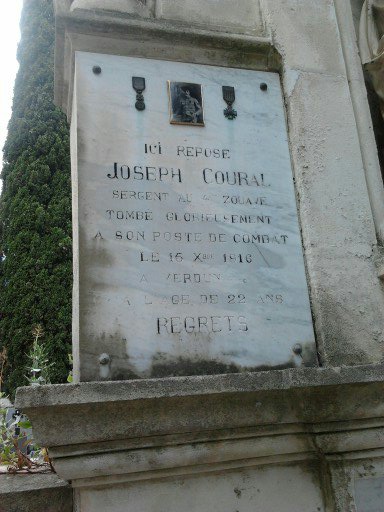 ICI REPOSE
JOSEPH COURAL
SERGENT AU 4e ZOUAVE
TOMBE GLORIEUSEMENT
A SON POSTE DE COMBAT
LE 15 Xbre 1916
A VERDUN
A L'AGE DE 22 ANS
REGRETS